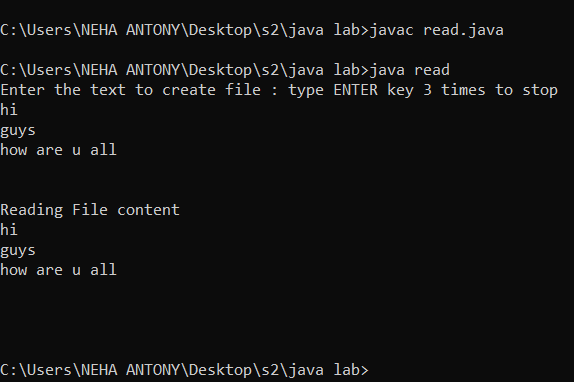 C:\Users\NEHA ANTONY\Desktop\s2\java lab>javac read.java
C:\Users\NEHA ANTONY\Desktop\s2\java lab>java read
Enter the text to create file : type ENTER key 3 times to stop
hi
guys
how are u all
Reading File content
hi
guys
how are u all
C:\Users\NEHA ANTONY\Desktop\s2\java lab>